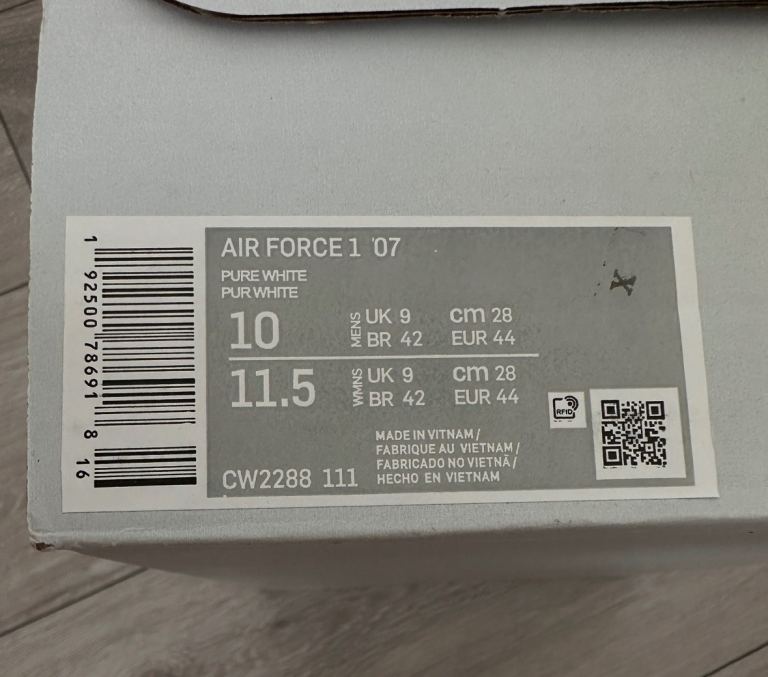 AIR FORCE 1 '07
PURE WHITE
PUR WHITE
10 MENS UK 9 cm 28
BR 42 EUR 44
11.5 WMNS UK 9 cm 28
BR 42 EUR 44
RFID
MADE IN VITNAM /
FABRIQUE AU VIETNAM /
FABRICADO NO VIETNÃ /
HECHO EN VIETNAM
CW2288 111
1 92500 78691 8 16
X